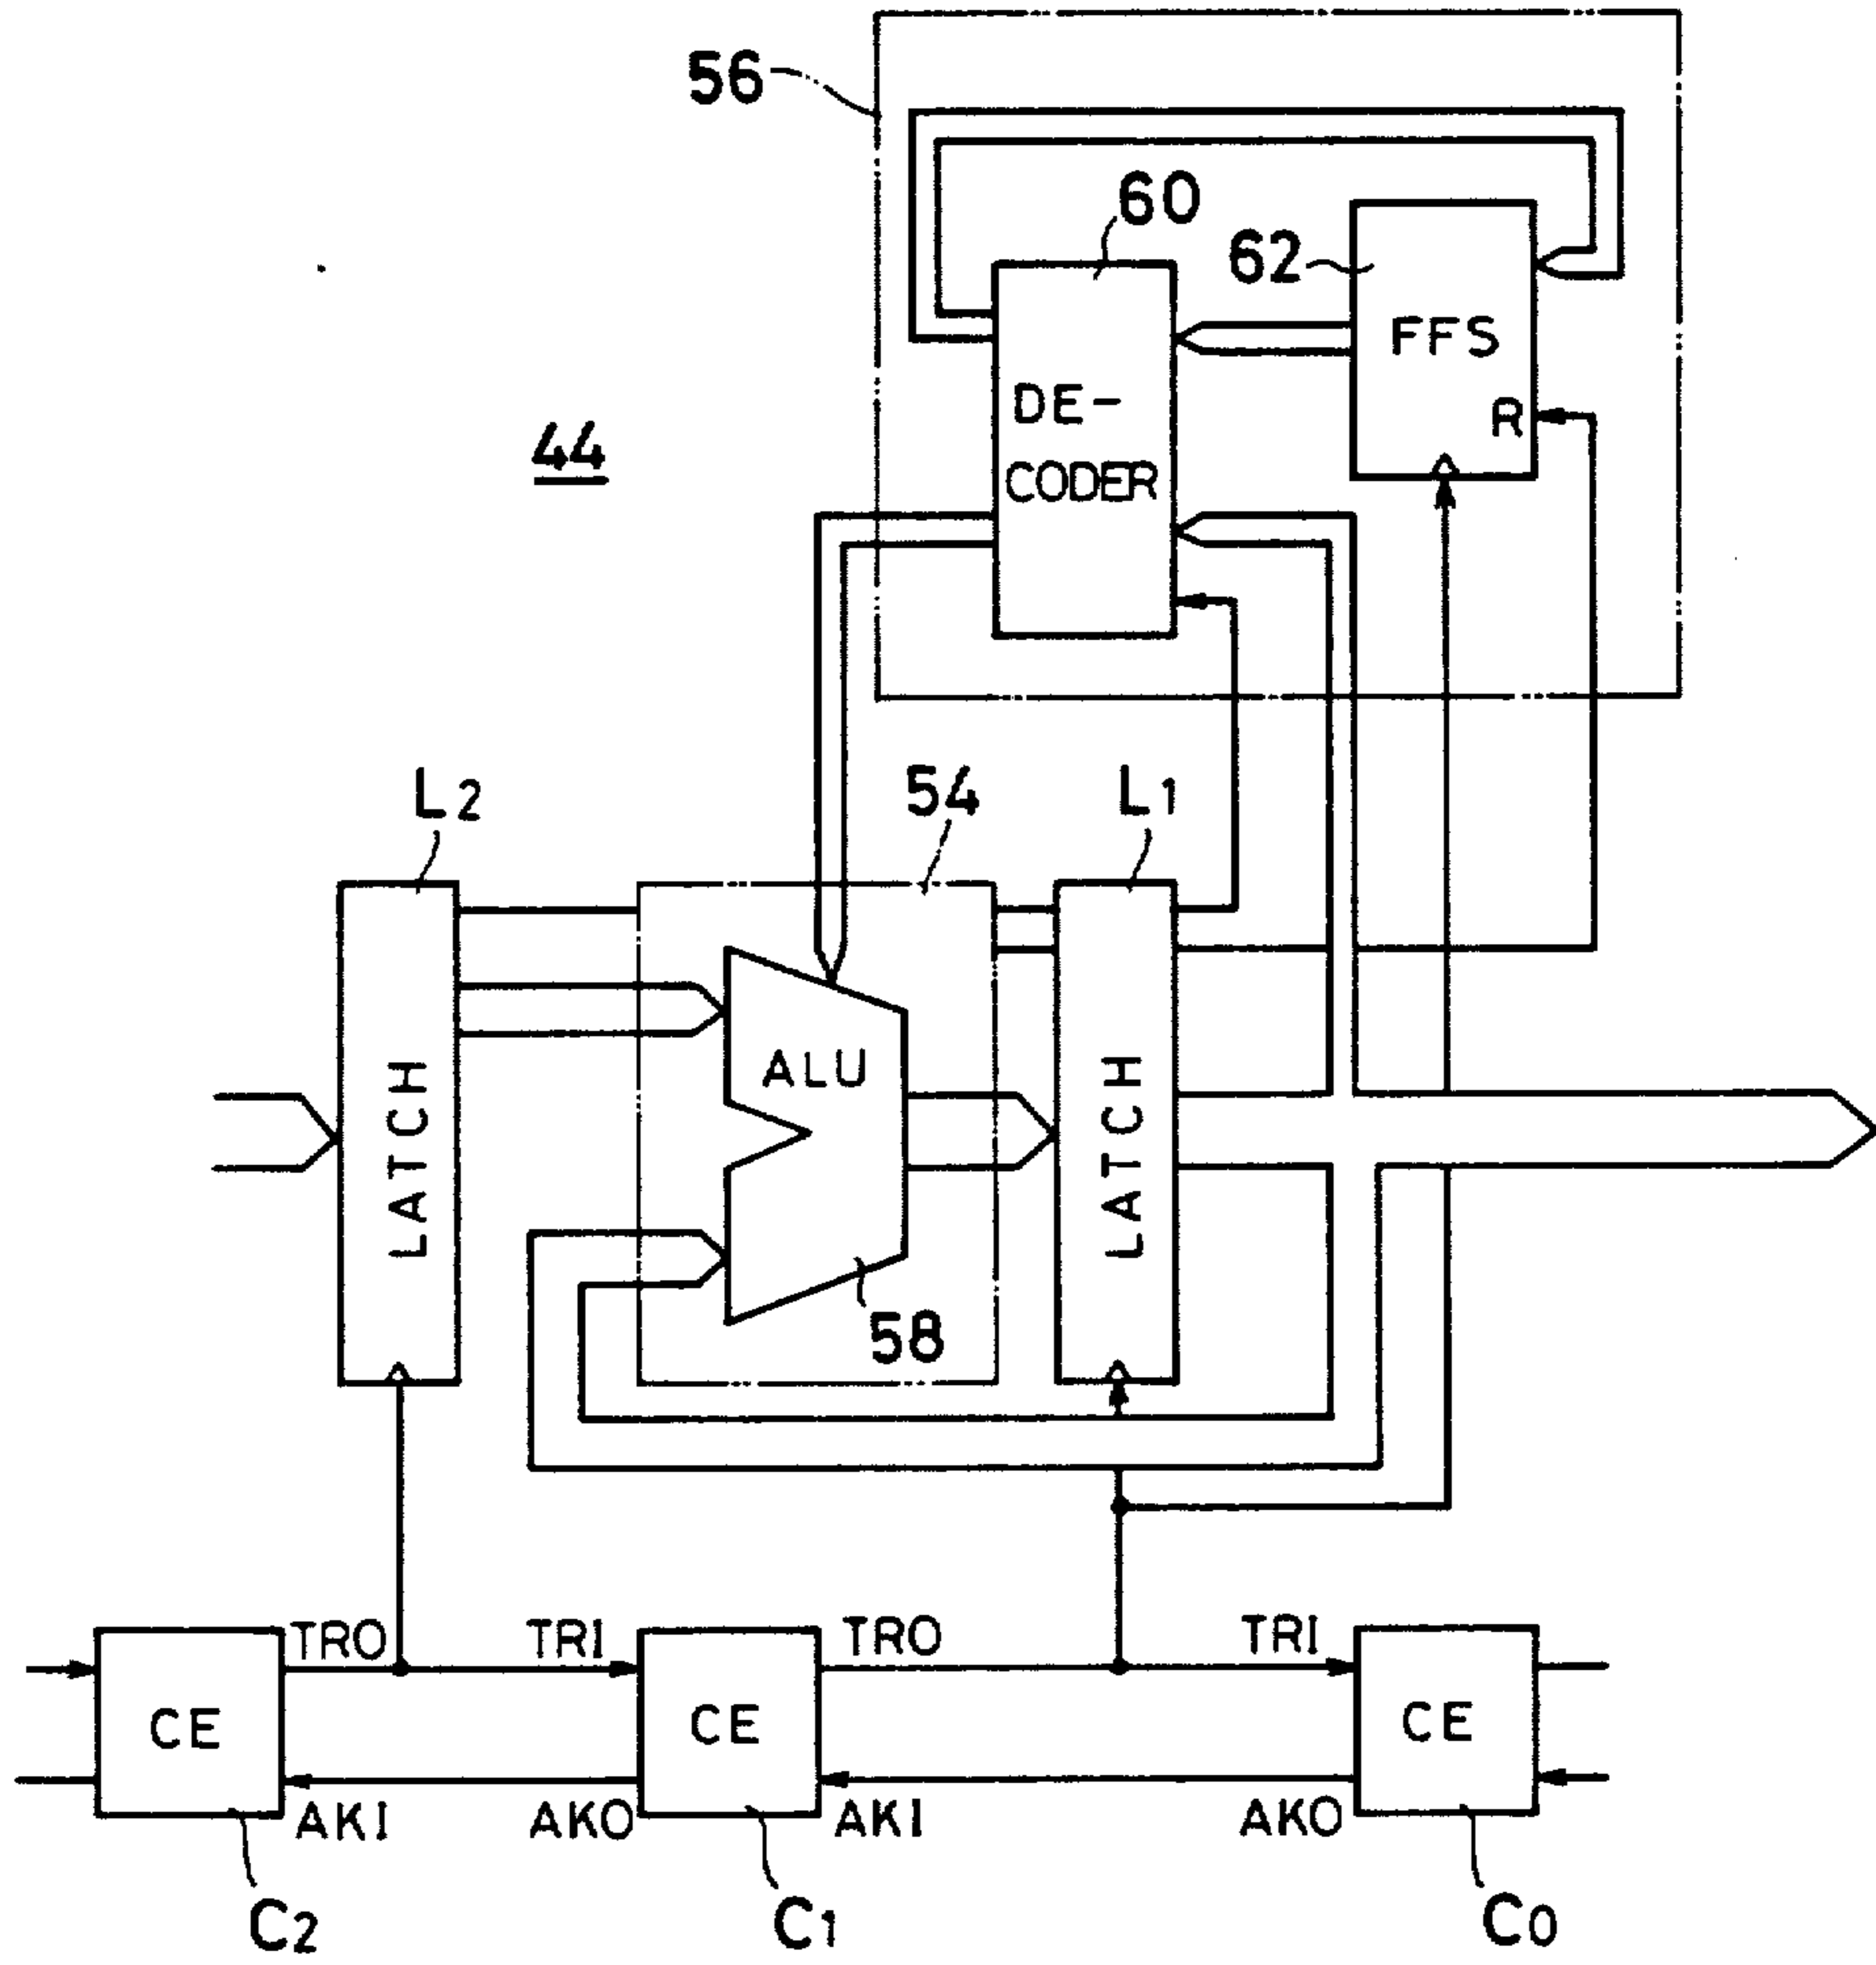 56
60
62
FFS
R
DE-
CODER
44
L2
54
L1
LATCH
ALU
LATCH
58
TRO
TRI
TRO
TRI
CE
CE
CE
AKI
AKO
AKI
AKO
C2
C1
C0